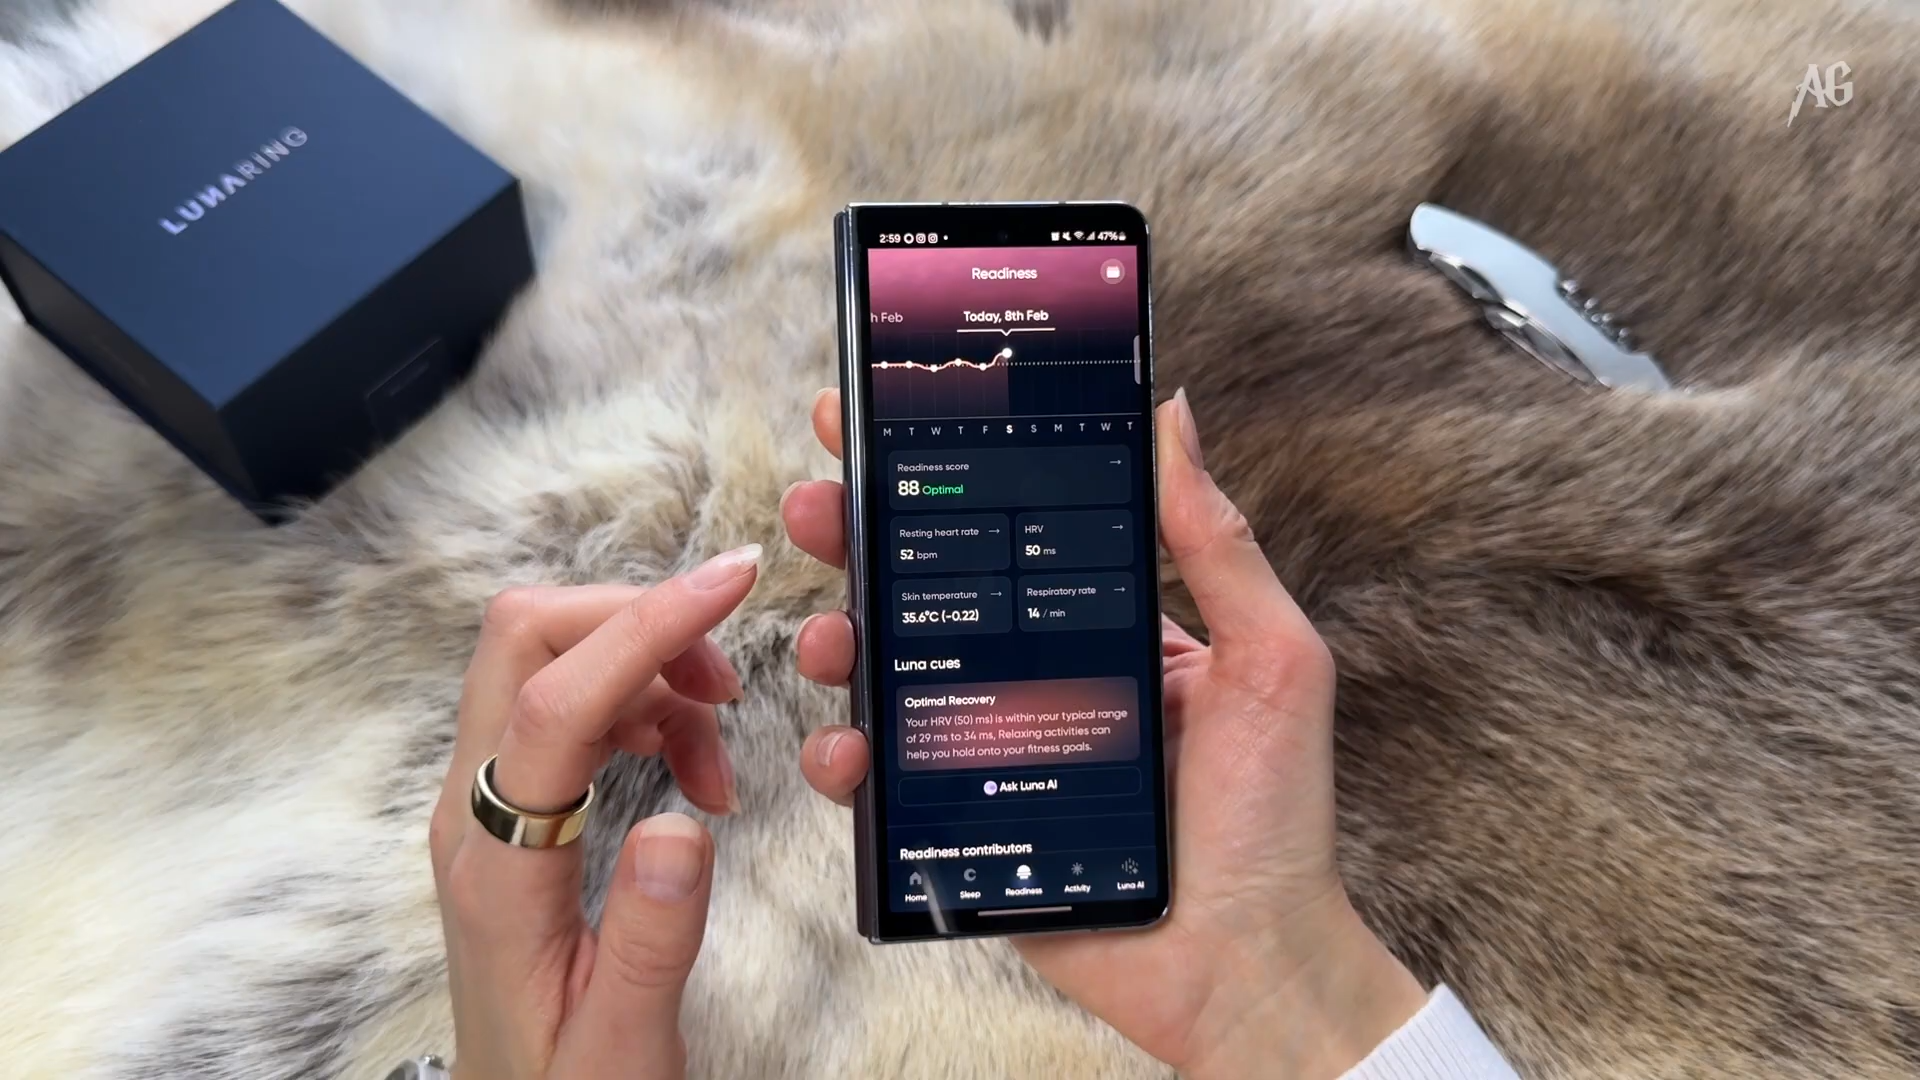 LUNARING
AG
2:59
47%
Readiness
h Feb
Today, 8th Feb
M T W T F S S M T W T
Readiness score
88 Optimal
Resting heart rate
52 bpm
HRV
50 ms
Skin temperature
35.6°C (-0.22)
Respiratory rate
14 / min
Luna cues
Optimal Recovery
Your HRV (50) ms) is within your typical range
of 29 ms to 34 ms, Relaxing activities can
help you hold onto your fitness goals.
Ask Luna AI
Readiness contributors
Home
Sleep
Readiness
Activity
Luna AI